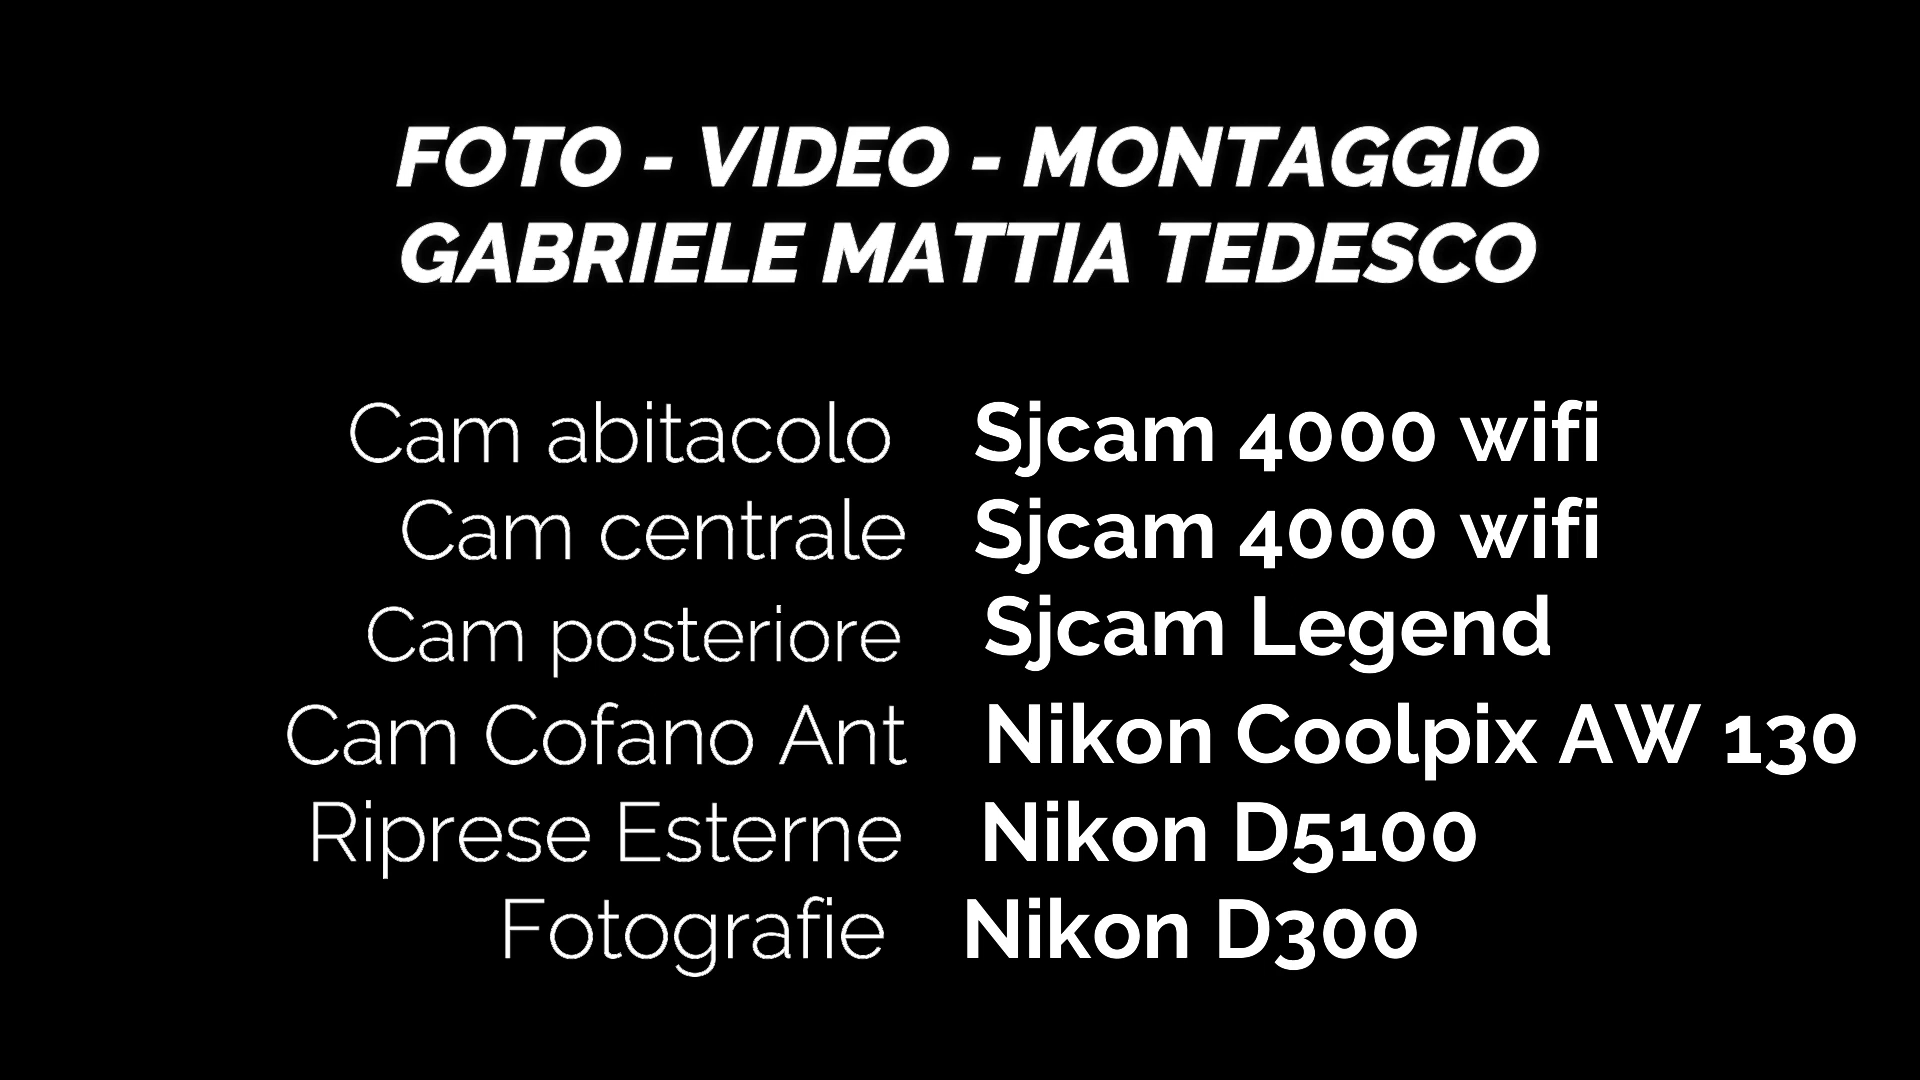 FOTO - VIDEO - MONTAGGIO
GABRIELE MATTIA TEDESCO
Cam abitacolo Sjcam 4000 wifi
Cam centrale Sjcam 4000 wifi
Cam posteriore Sjcam Legend
Cam Cofano Ant Nikon Coolpix AW 130
Riprese Esterne Nikon D5100
Fotografie Nikon D300